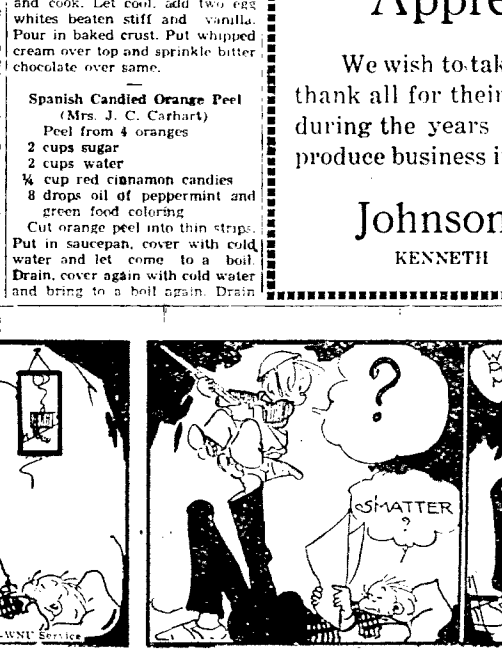 and cook. Let cool, add two egg
whites beaten stiff and vanilla.
Pour in baked crust. Put whipped
cream over top and sprinkle bitter
chocolate over same.
Spanish Candied Orange Peel
(Mrs. J. C. Carhart)
Peel from 4 oranges
2 cups sugar
2 cups water
¼ cup red cinnamon candies
8 drops oil of peppermint and
green food coloring
Cut orange peel into thin strips.
Put in saucepan, cover with cold
water and let come to a boil.
Drain, cover again with cold water
and bring to a boil again. Drain
Appre
We wish to tak
thank all for their
during the years
produce business i
Johnson
KENNETH
?
S'MATTER
?
W
D
M
-WNU Service